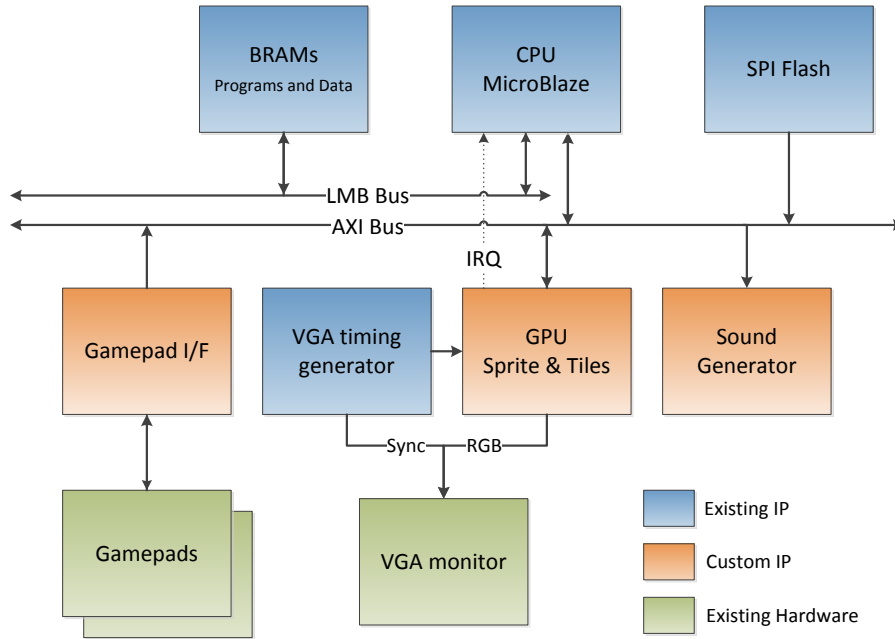 BRAMs
Programs and Data
CPU
MicroBlaze
SPI Flash
LMB Bus
AXI Bus
IRQ
Gamepad I/F
VGA timing
generator
GPU
Sprite & Tiles
Sound
Generator
Sync
RGB
Gamepads
VGA monitor
Existing IP
Custom IP
Existing Hardware